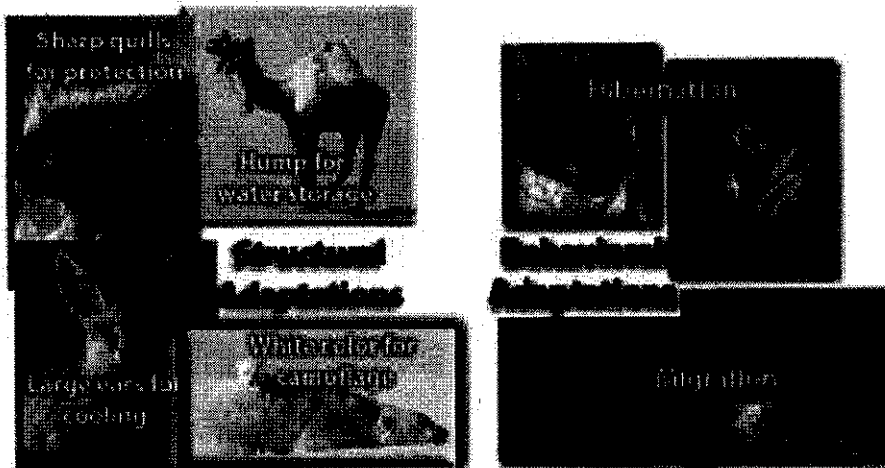 Sharp quills
for protection
Hump for
water storage
Structural
Adaptations
Large ears for
cooling
White color for
camoflage
Hibernation
Behavioral
Adaptations
Migration